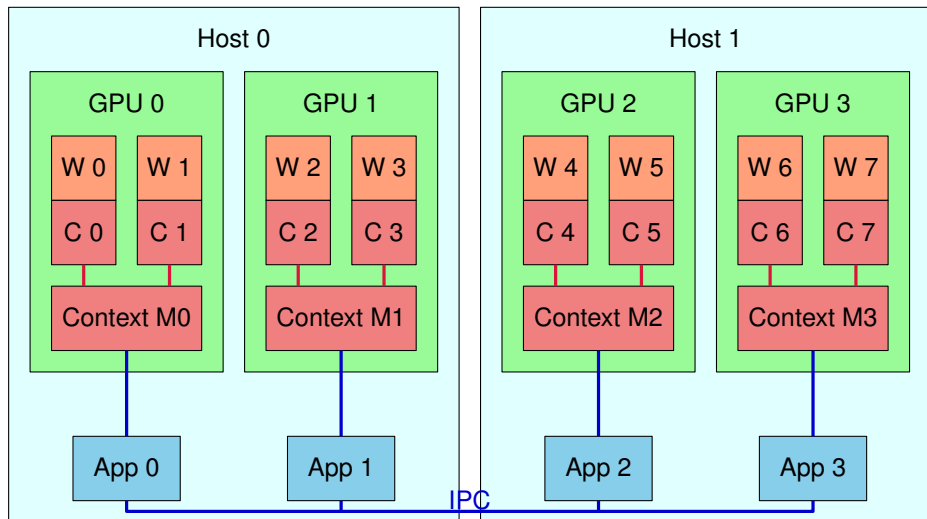 Host 0
Host 1
GPU 0
GPU 1
GPU 2
GPU 3
W 0
W 1
W 2
W 3
W 4
W 5
W 6
W 7
C 0
C 1
C 2
C 3
C 4
C 5
C 6
C 7
Context M0
Context M1
Context M2
Context M3
App 0
App 1
App 2
App 3
IPC